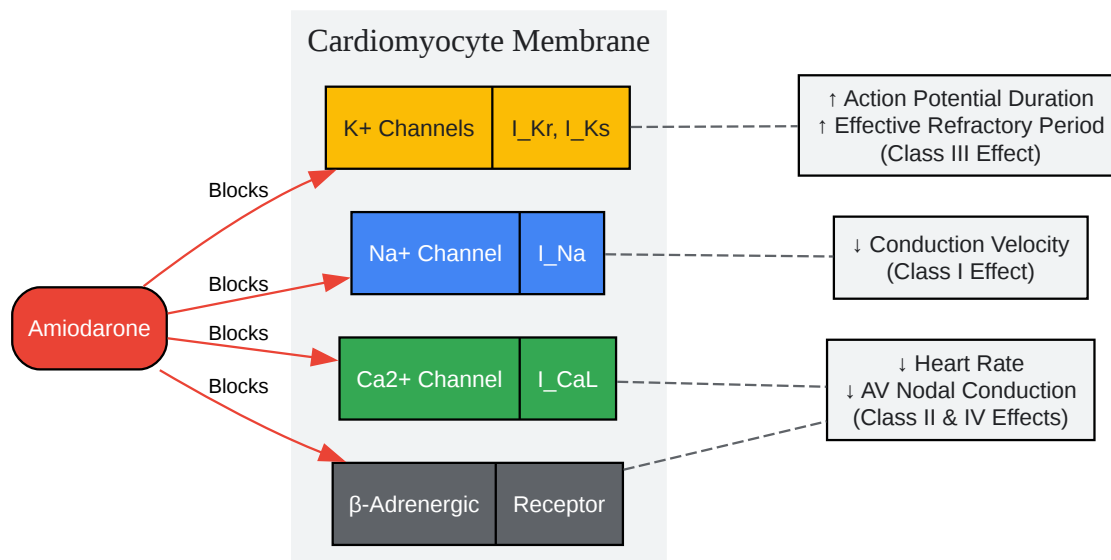 Cardiomyocyte Membrane
K+ Channels
I_Kr, I_Ks
↑ Action Potential Duration
↑ Effective Refractory Period
(Class III Effect)
Blocks
Na+ Channel
I_Na
↓ Conduction Velocity
(Class I Effect)
Blocks
Amiodarone
Blocks
Ca2+ Channel
I_CaL
↓ Heart Rate
↓ AV Nodal Conduction
(Class II & IV Effects)
Blocks
β-Adrenergic
Receptor